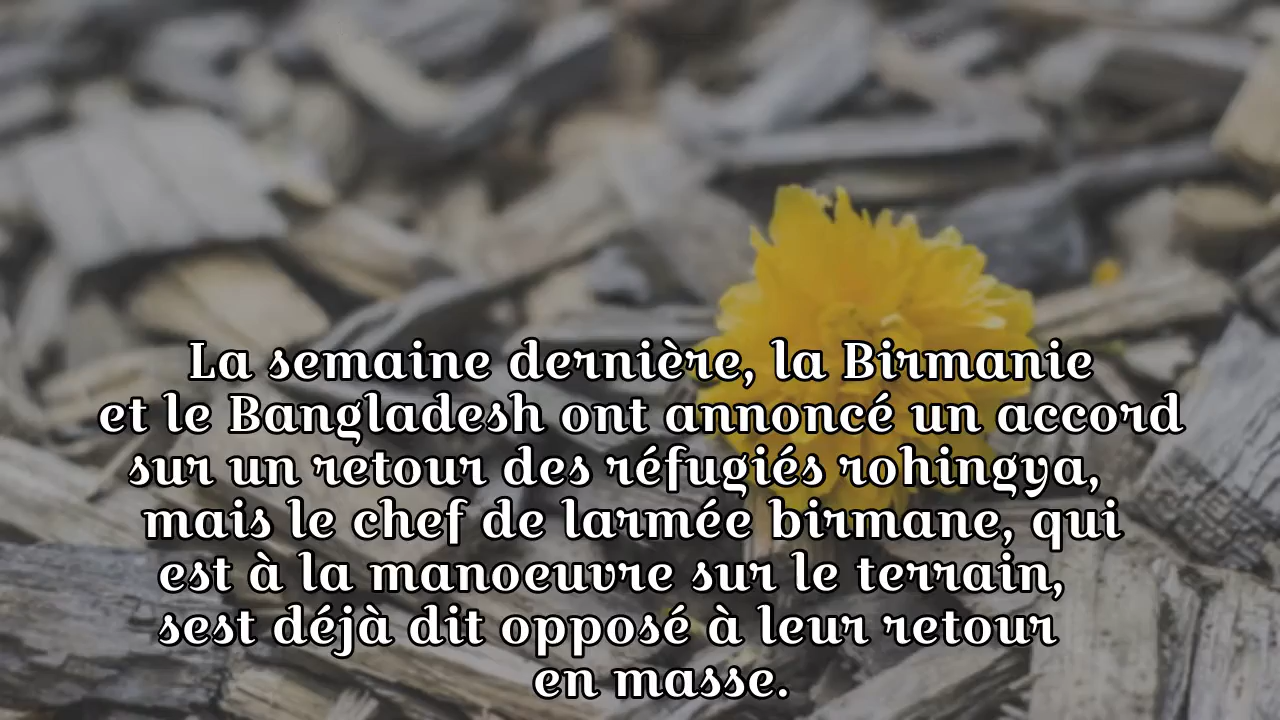 La semaine dernière, la Birmanie
et le Bangladesh ont annoncé un accord
sur un retour des réfugiés rohingya,
mais le chef de larmée birmane, qui
est à la manoeuvre sur le terrain,
sest déjà dit opposé à leur retour
en masse.